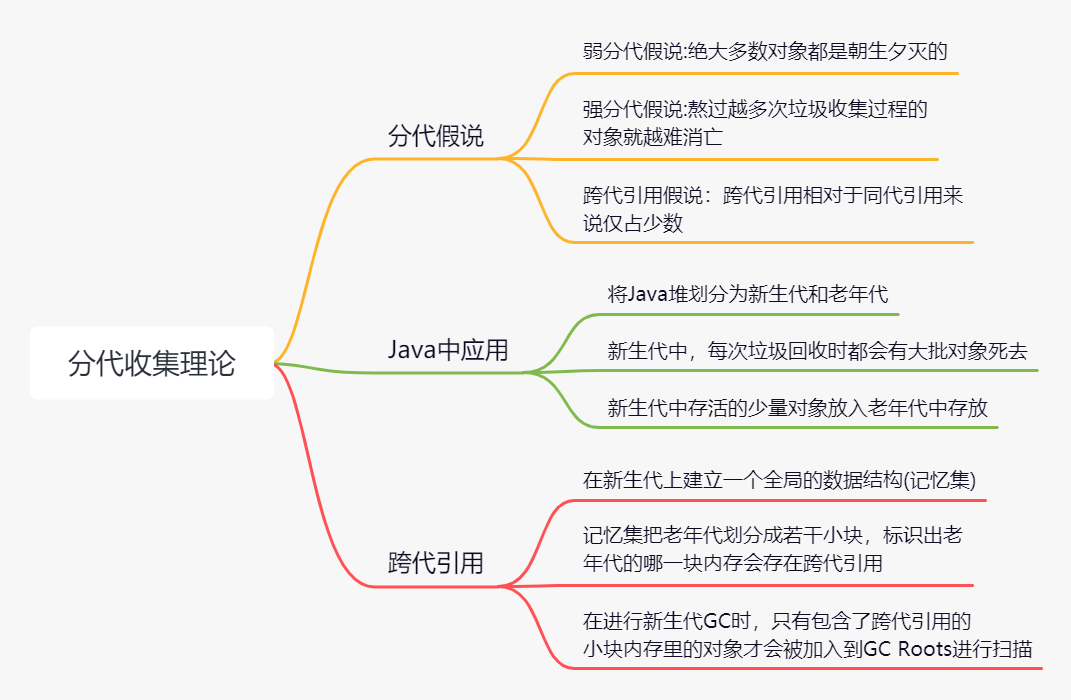 分代收集理论
分代假说
弱分代假说:绝大多数对象都是朝生夕灭的
强分代假说:熬过越多次垃圾收集过程的
对象就越难消亡
跨代引用假说：跨代引用相对于同代引用来
说仅占少数
Java中应用
将Java堆划分为新生代和老年代
新生代中，每次垃圾回收时都会有大批对象死去
新生代中存活的少量对象放入老年代中存放
跨代引用
在新生代上建立一个全局的数据结构(记忆集)
记忆集把老年代划分成若干小块，标识出老
年代的哪一块内存会存在跨代引用
在进行新生代GC时，只有包含了跨代引用的
小块内存里的对象才会被加入到GC Roots进行扫描